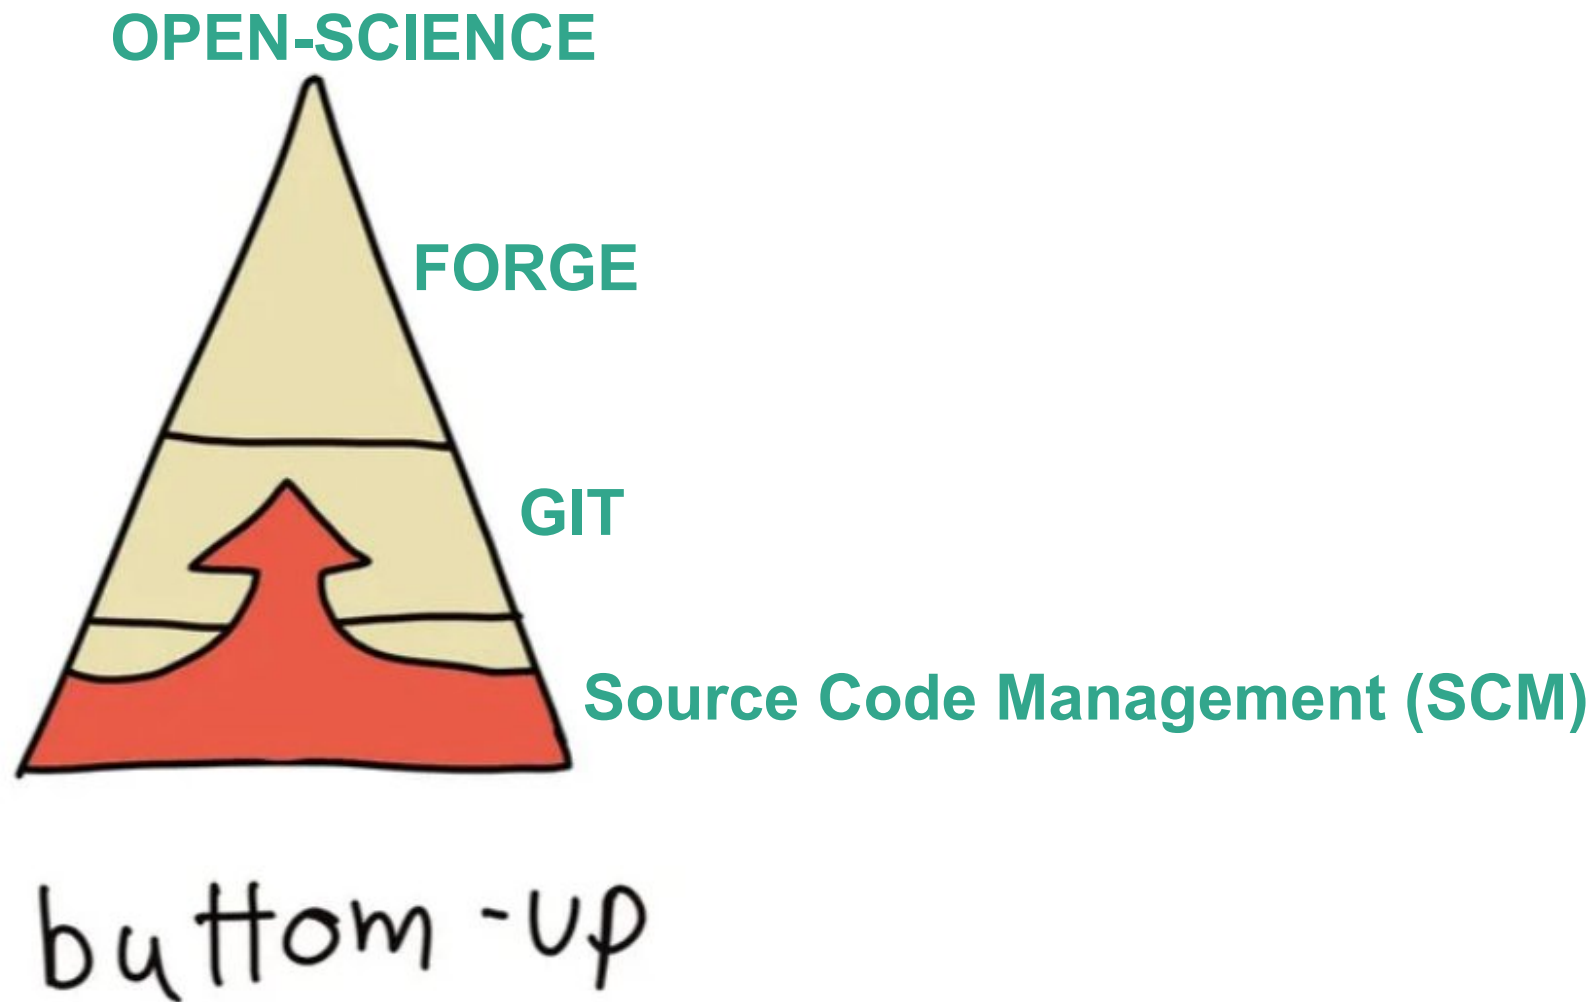 OPEN-SCIENCE
FORGE
GIT
Source Code Management (SCM)
buttom-up